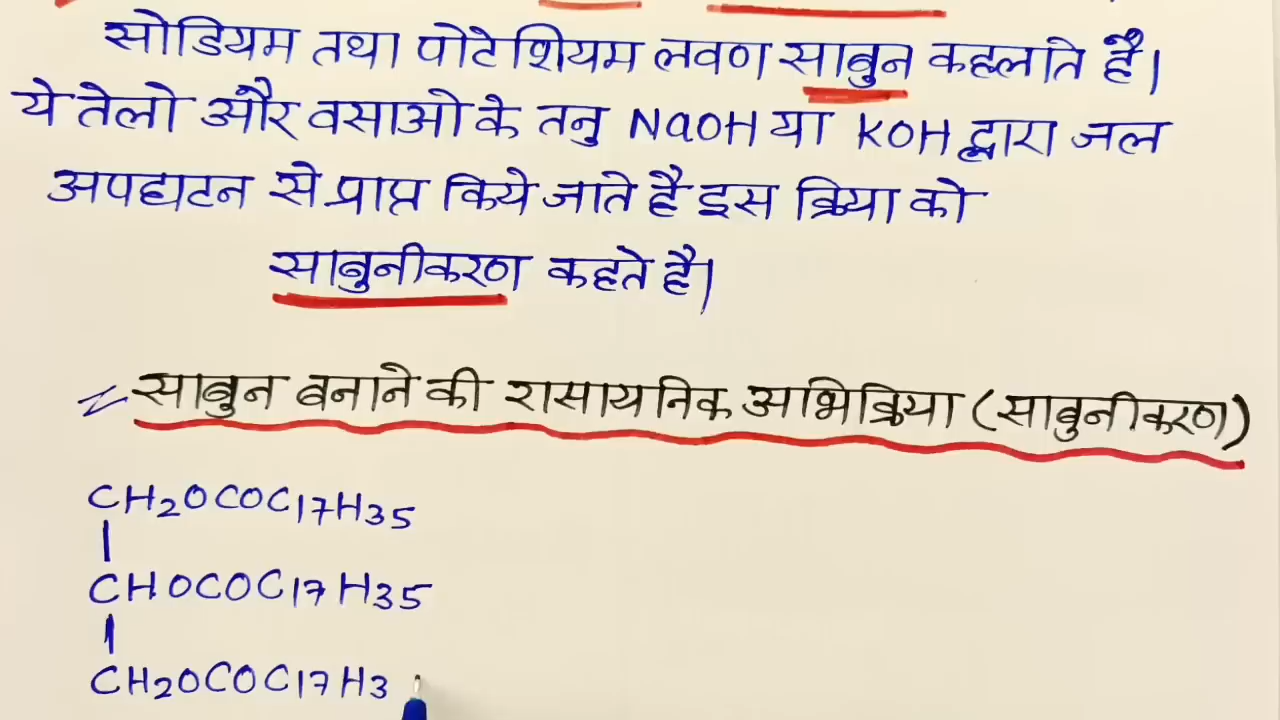 सोडियम तथा पोटेशियम लवण साबुन कहलाते है।
ये तेलो और वसाओ के तनु NaOH या KOH द्वारा जल
अपघटन से प्राप्त किये जाते है इस क्रिया को
साबुनीकरण कहते है।
साबुन बनाने की रासायनिक अभिक्रिया (साबुनीकरण)
CH2OCOC17H35
CHOCOC17H35
CH2OCOC17H3